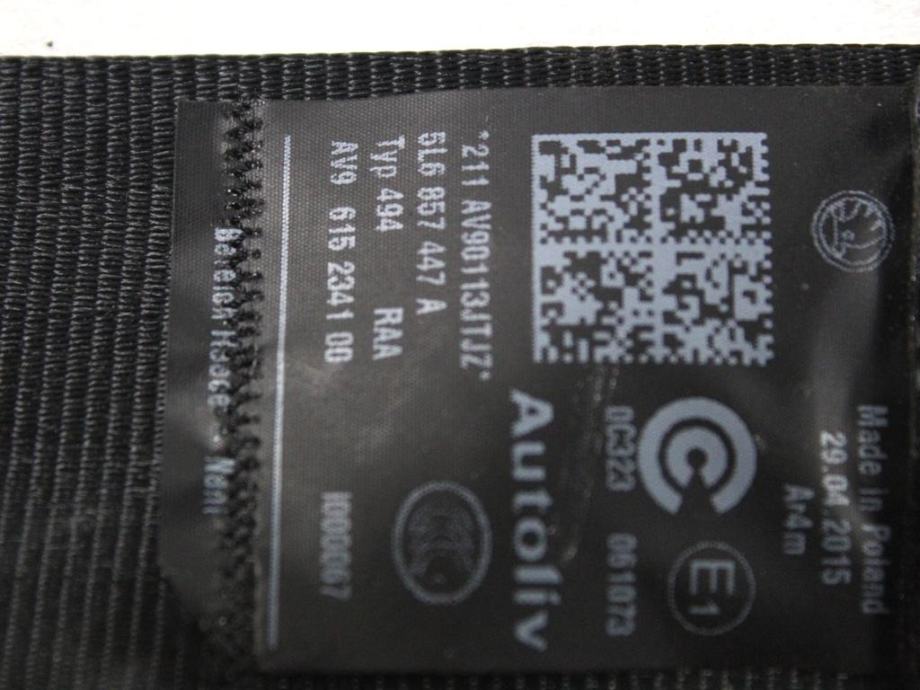 Made in Poland
29.04.2015
Ar4m
E1
0C323 061073
Autoliv
*211 AV90113JTJZ*
5L6 857 447 A
Typ 494 RAA
AV9 615 2341 00